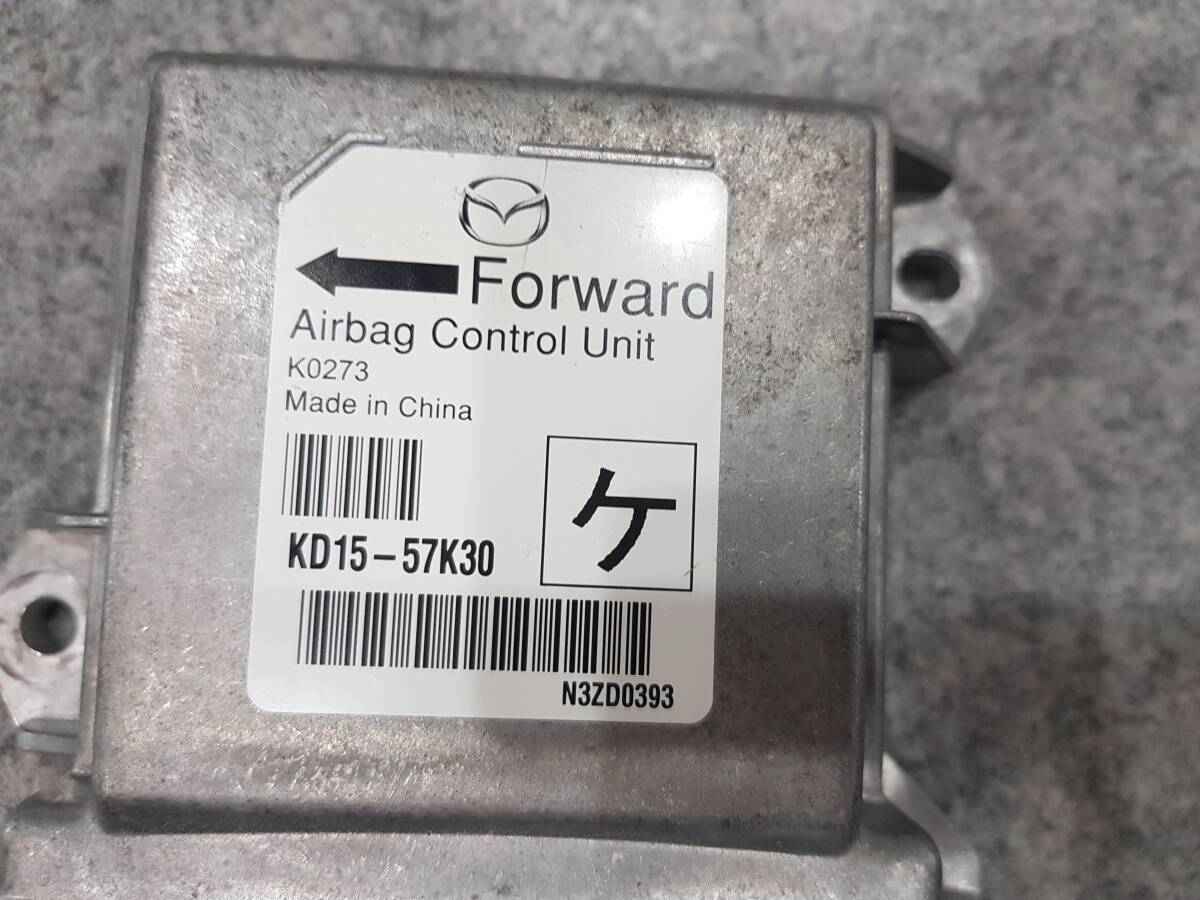 Forward
Airbag Control Unit
K0273
Made in China
ケ
KD15-57K30
N3ZD0393